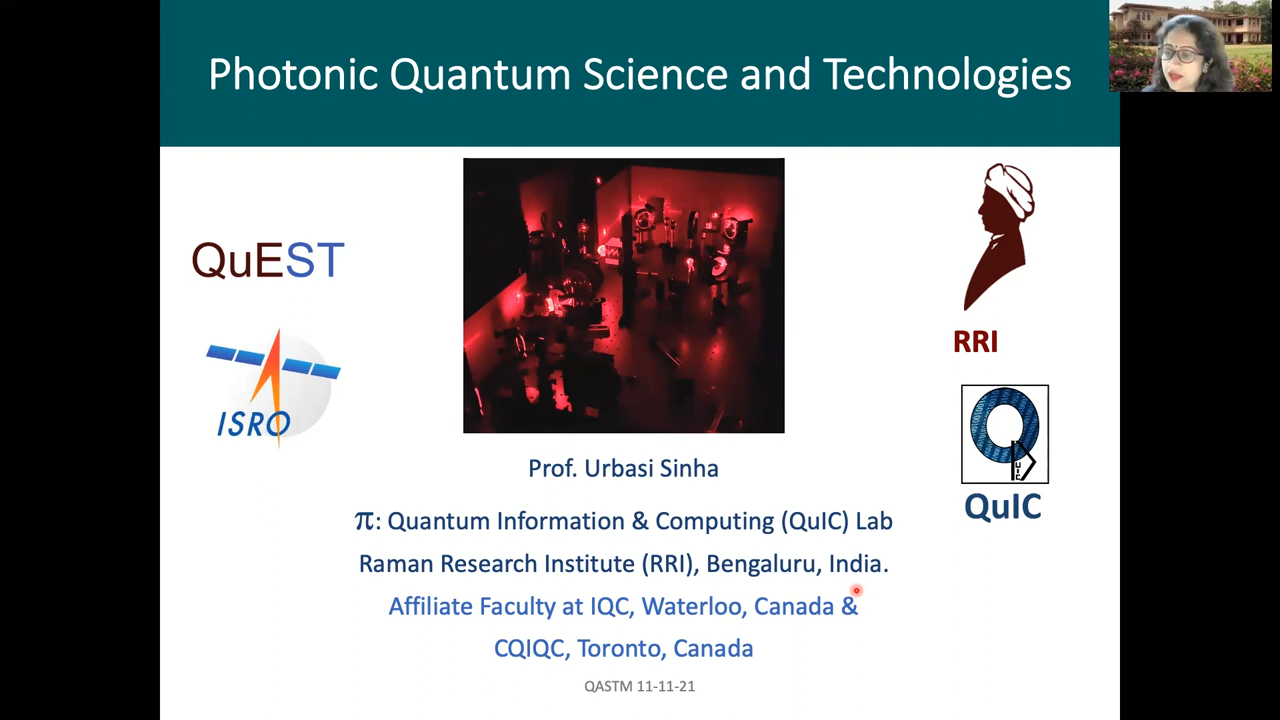 Photonic Quantum Science and Technologies
QuEST
ISRO
RRI
QuIC
Prof. Urbasi Sinha
π: Quantum Information & Computing (QuIC) Lab
Raman Research Institute (RRI), Bengaluru, India.
Affiliate Faculty at IQC, Waterloo, Canada &
CQIQC, Toronto, Canada
QASTM 11-11-21